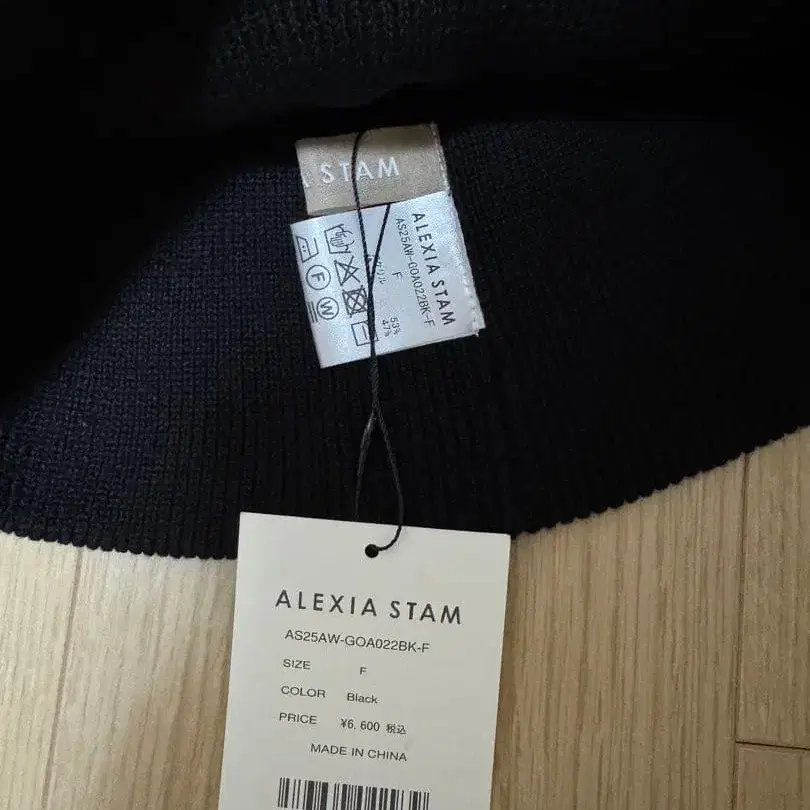 STAM
ALEXIA STAM
AS25AW-GOA022BK-F
F
53%
47%
F
W
ALEXIA STAM
AS25AW-GOA022BK-F
SIZE F
COLOR Black
PRICE ¥6,600 税込
MADE IN CHINA